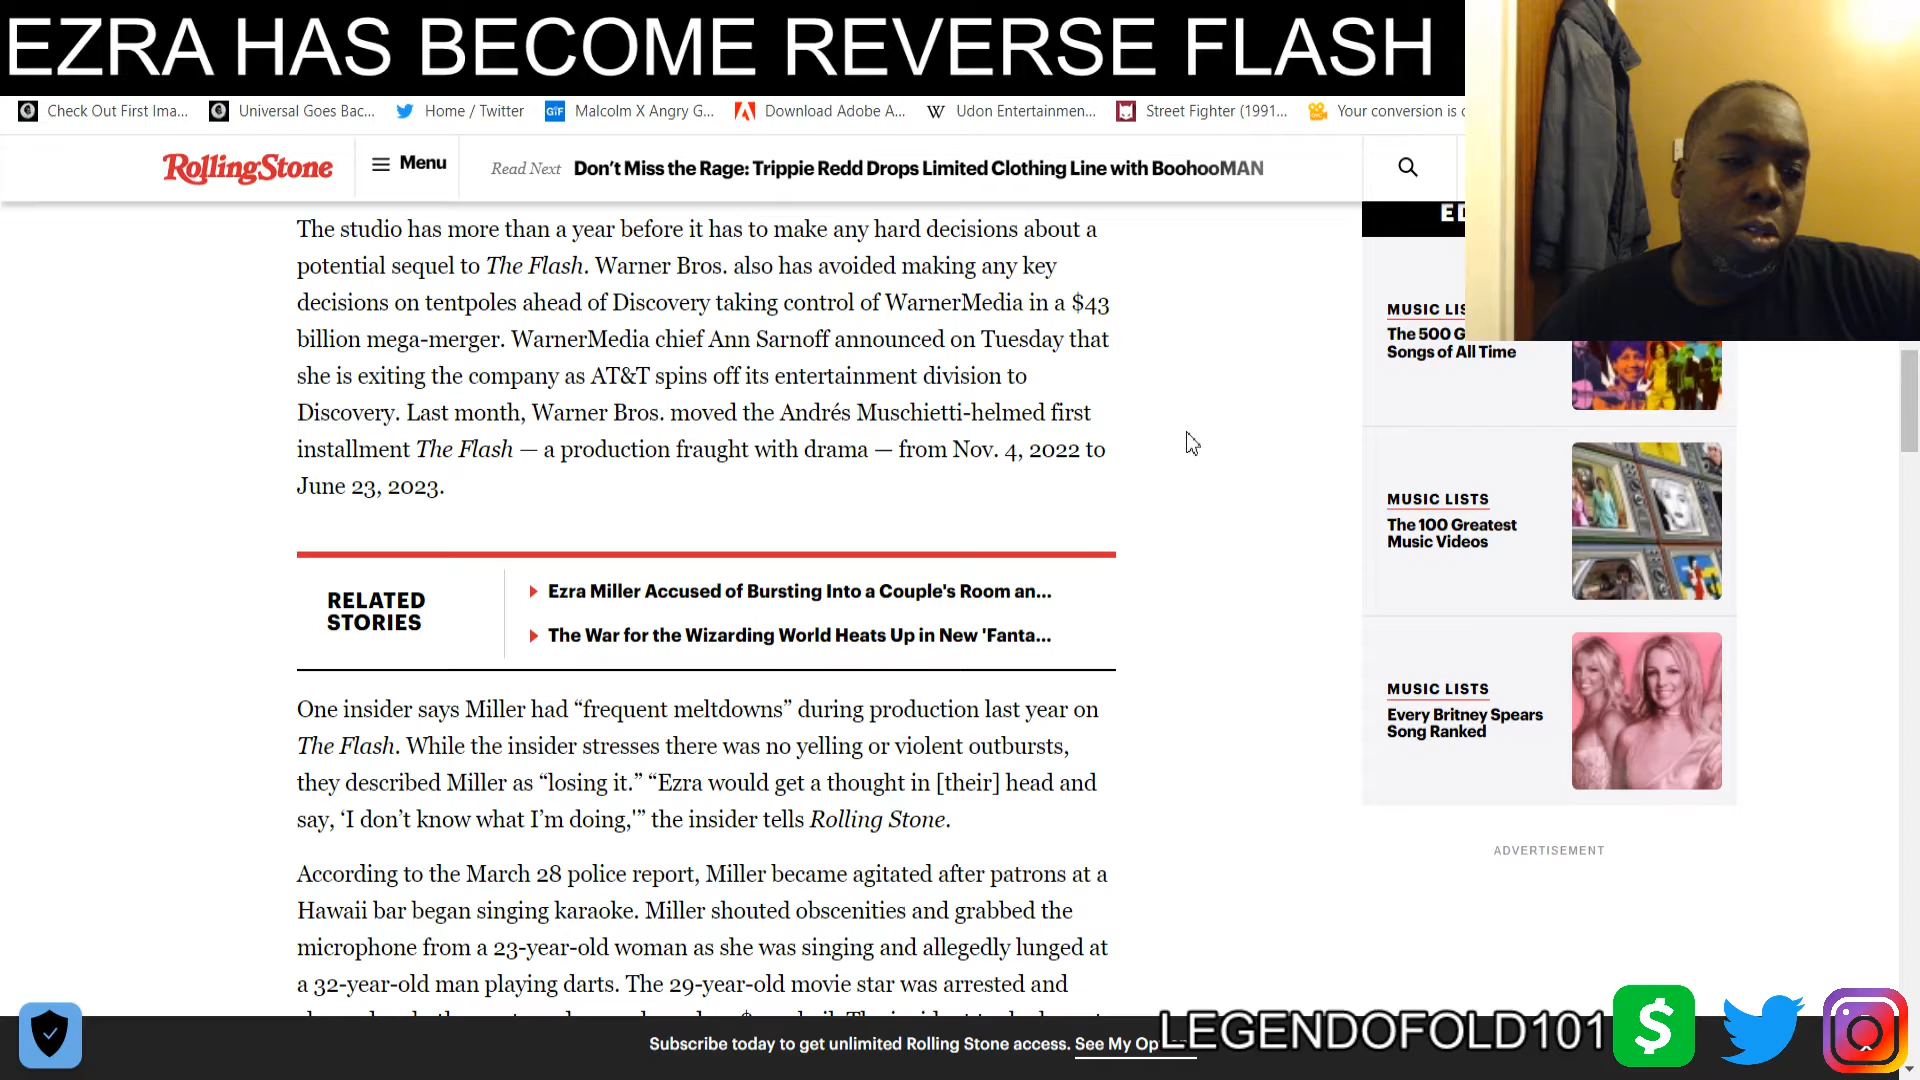 EZRA HAS BECOME REVERSE FLASH
Check Out First Ima...
Universal Goes Bac...
Home / Twitter
GIF
Malcolm X Angry G...
Download Adobe A...
W
Udon Entertainmen...
Street Fighter (1991...
Your conversion is c
RollingStone
Menu
Read Next
Don't Miss the Rage: Trippie Redd Drops Limited Clothing Line with BoohooMAN
The studio has more than a year before it has to make any hard decisions about a
potential sequel to The Flash. Warner Bros. also has avoided making any key
decisions on tentpoles ahead of Discovery taking control of WarnerMedia in a $43
billion mega-merger. WarnerMedia chief Ann Sarnoff announced on Tuesday that
she is exiting the company as AT&T spins off its entertainment division to
Discovery. Last month, Warner Bros. moved the Andrés Muschietti-helmed first
installment The Flash — a production fraught with drama — from Nov. 4, 2022 to
June 23, 2023.
RELATED
STORIES
Ezra Miller Accused of Bursting Into a Couple's Room an...
The War for the Wizarding World Heats Up in New 'Fanta...
One insider says Miller had “frequent meltdowns” during production last year on
The Flash. While the insider stresses there was no yelling or violent outbursts,
they described Miller as “losing it.” “Ezra would get a thought in [their] head and
say, ‘I don’t know what I’m doing,'” the insider tells Rolling Stone.
According to the March 28 police report, Miller became agitated after patrons at a
Hawaii bar began singing karaoke. Miller shouted obscenities and grabbed the
microphone from a 23-year-old woman as she was singing and allegedly lunged at
a 32-year-old man playing darts. The 29-year-old movie star was arrested and
MUSIC LIS
The 500 G
Songs of All Time
MUSIC LISTS
The 100 Greatest
Music Videos
MUSIC LISTS
Every Britney Spears
Song Ranked
ADVERTISEMENT
Subscribe today to get unlimited Rolling Stone access. See My Op
LEGENDOFOLD101
$